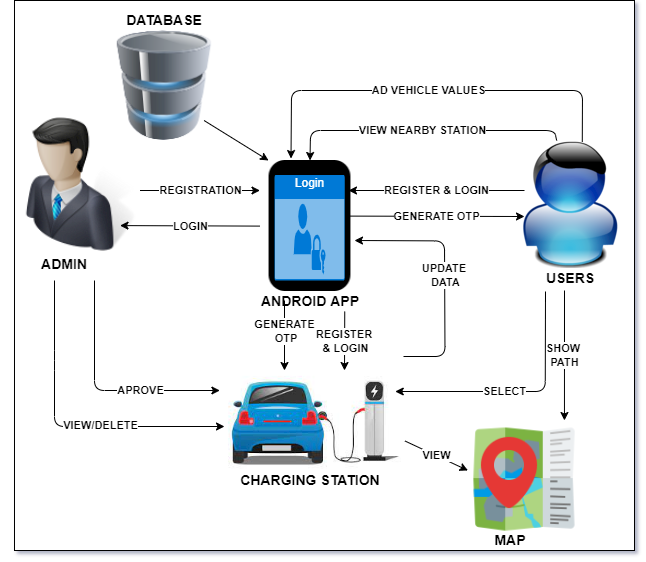 DATABASE
AD VEHICLE VALUES
VIEW NEARBY STATION
Login
REGISTRATION
REGISTER & LOGIN
LOGIN
GENERATE OTP
ADMIN
UPDATE
DATA
USERS
ANDROID APP
GENERATE
OTP
REGISTER
& LOGIN
SHOW
PATH
APROVE
SELECT
VIEW/DELETE
VIEW
CHARGING STATION
MAP